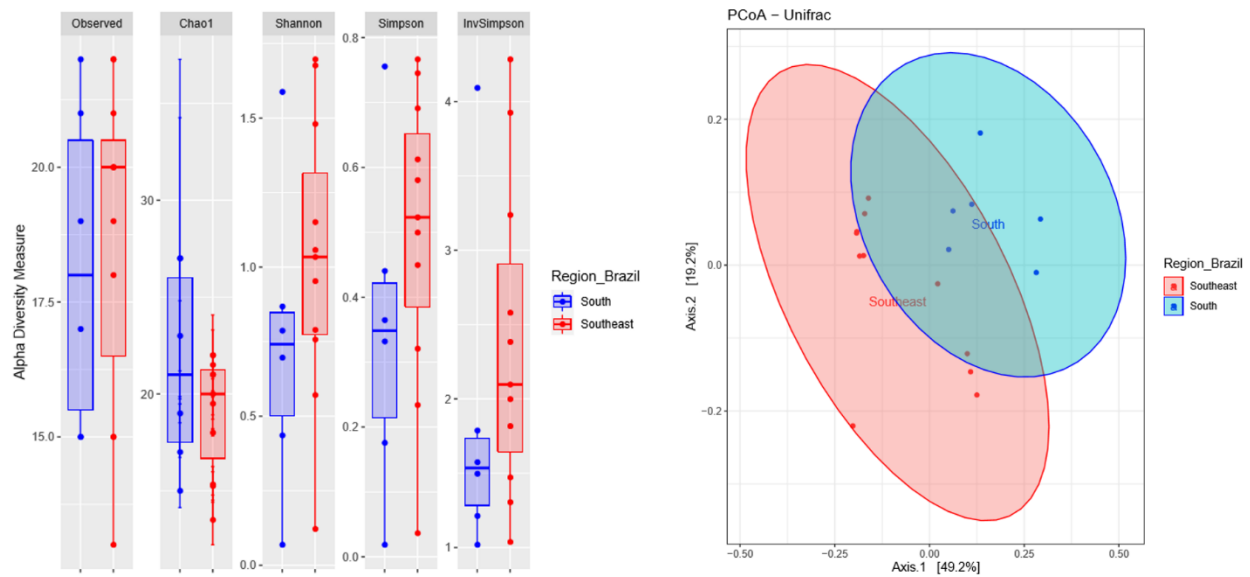 Observed Chao1 Shannon Simpson InvSimpson
Alpha Diversity Measure
20.0
17.5
15.0
30
20
1.5
1.0
0.5
0.0
0.8
0.6
0.4
0.2
0.0
4
3
2
1
Region_Brazil
South
Southeast
PCoA − Unifrac
Axis.2 [19.2%]
0.2
0.0
−0.2
South
Southeast
−0.50 −0.25 0.00 0.25 0.50
Axis.1 [49.2%]
Region_Brazil
Southeast
South